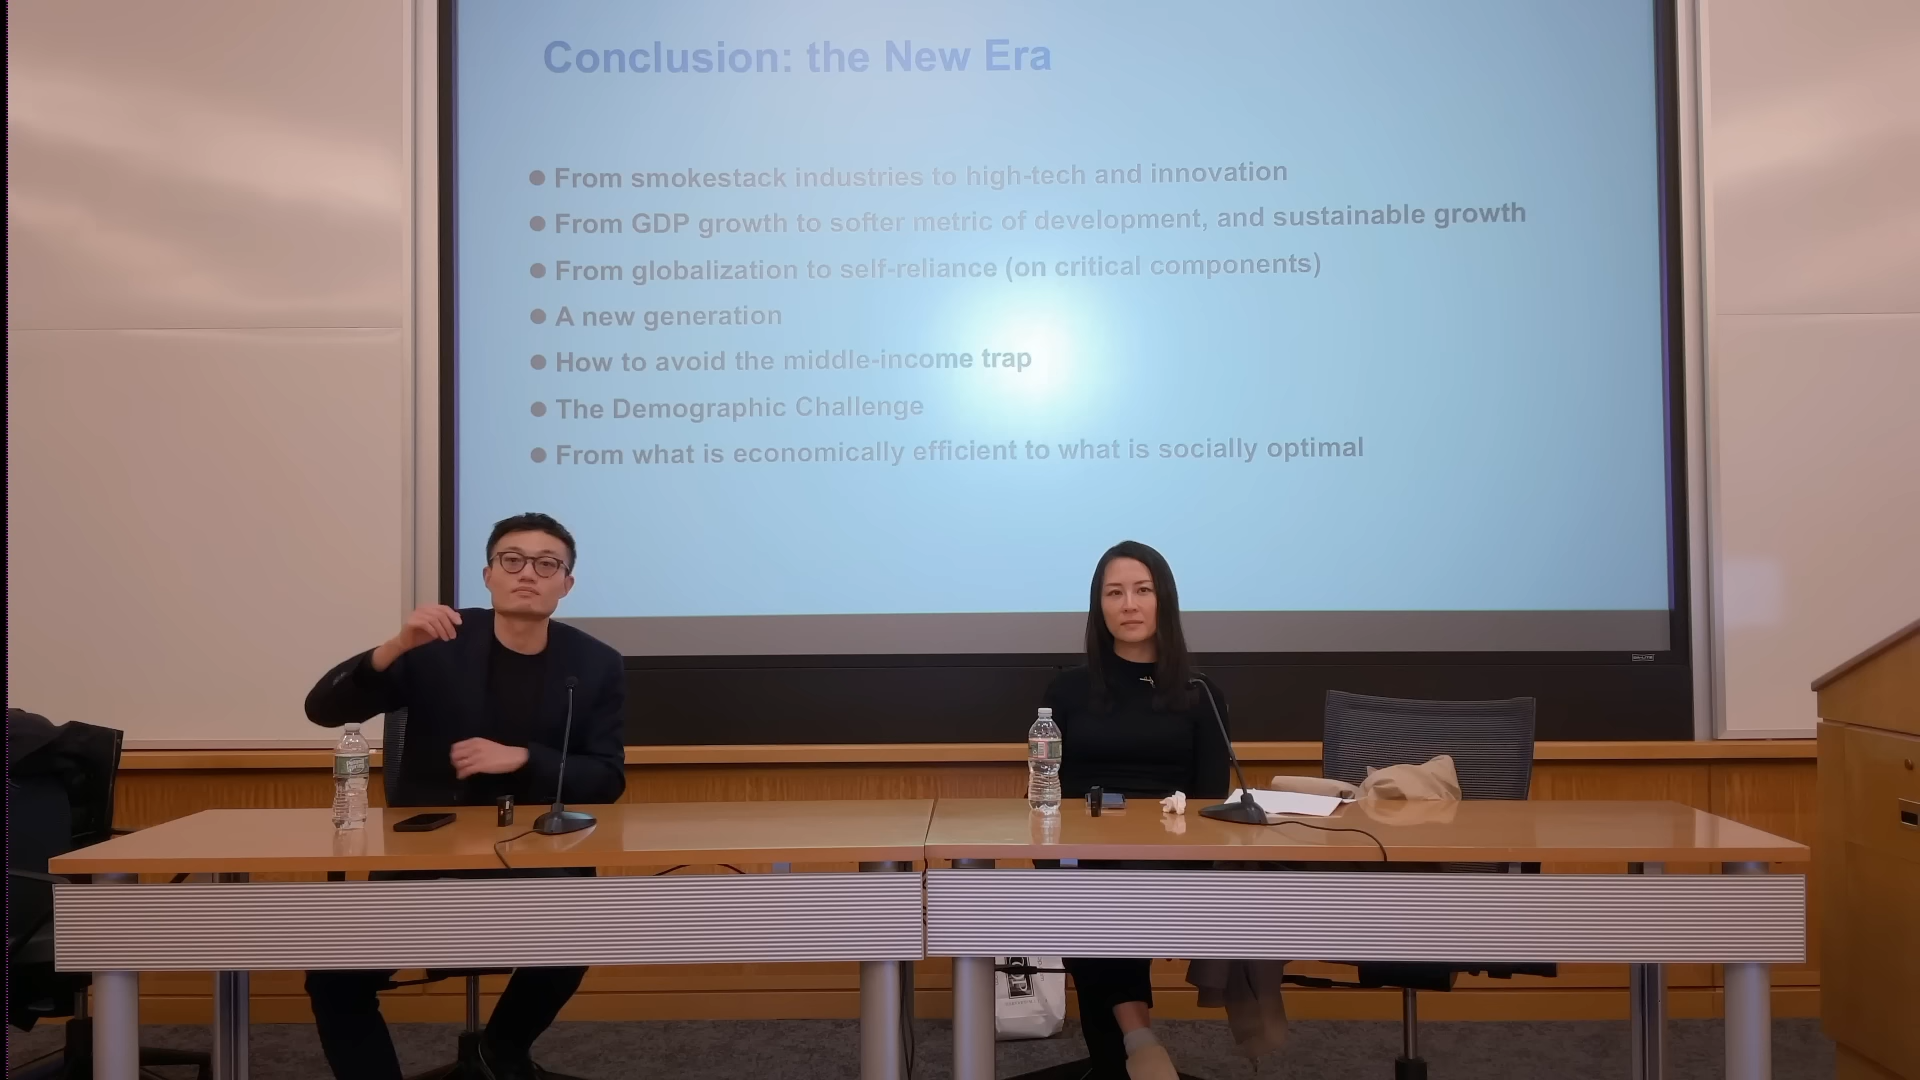 Conclusion: the New Era
● From smokestack industries to high-tech and innovation
● From GDP growth to softer metric of development, and sustainable growth
● From globalization to self-reliance (on critical components)
● A new generation
● How to avoid the middle-income trap
● The Demographic Challenge
● From what is economically efficient to what is socially optimal